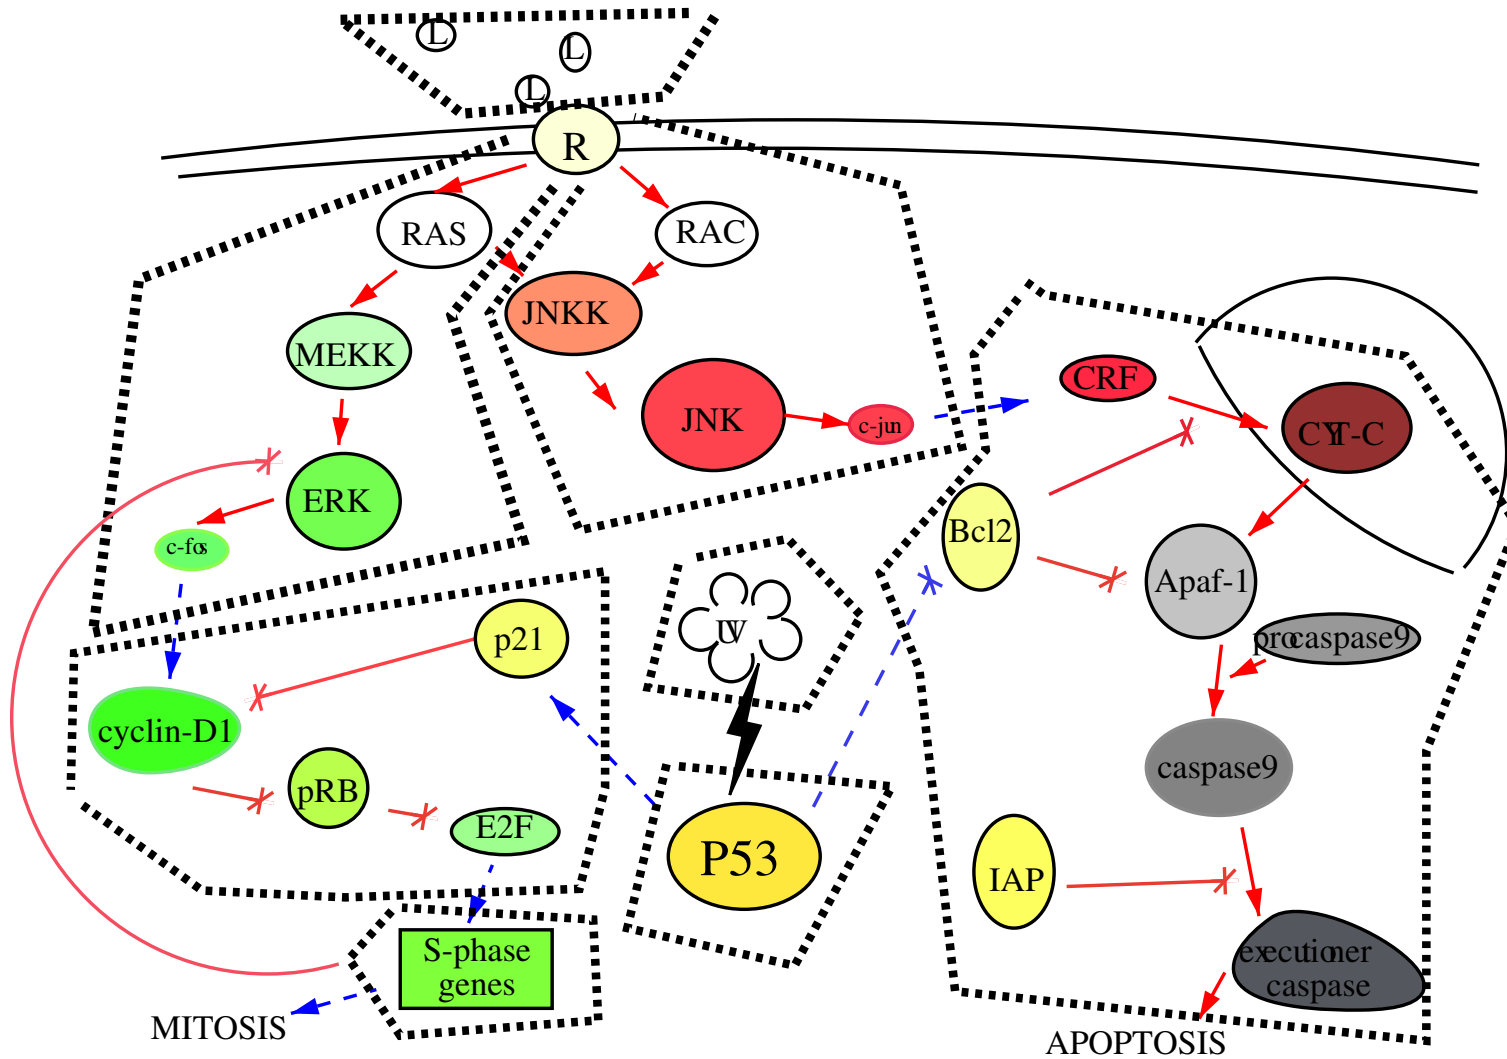 L
L
L
R
RAS
RAC
JNKK
MEKK
CRF
JNK
c-jun
CYT-C
ERK
Bcl2
c-fos
Apaf-1
UV
p21
procaspase9
cyclin-D1
caspase9
pRB
E2F
P53
IAP
S-phase
genes
executioner
caspase
MITOSIS
APOPTOSIS